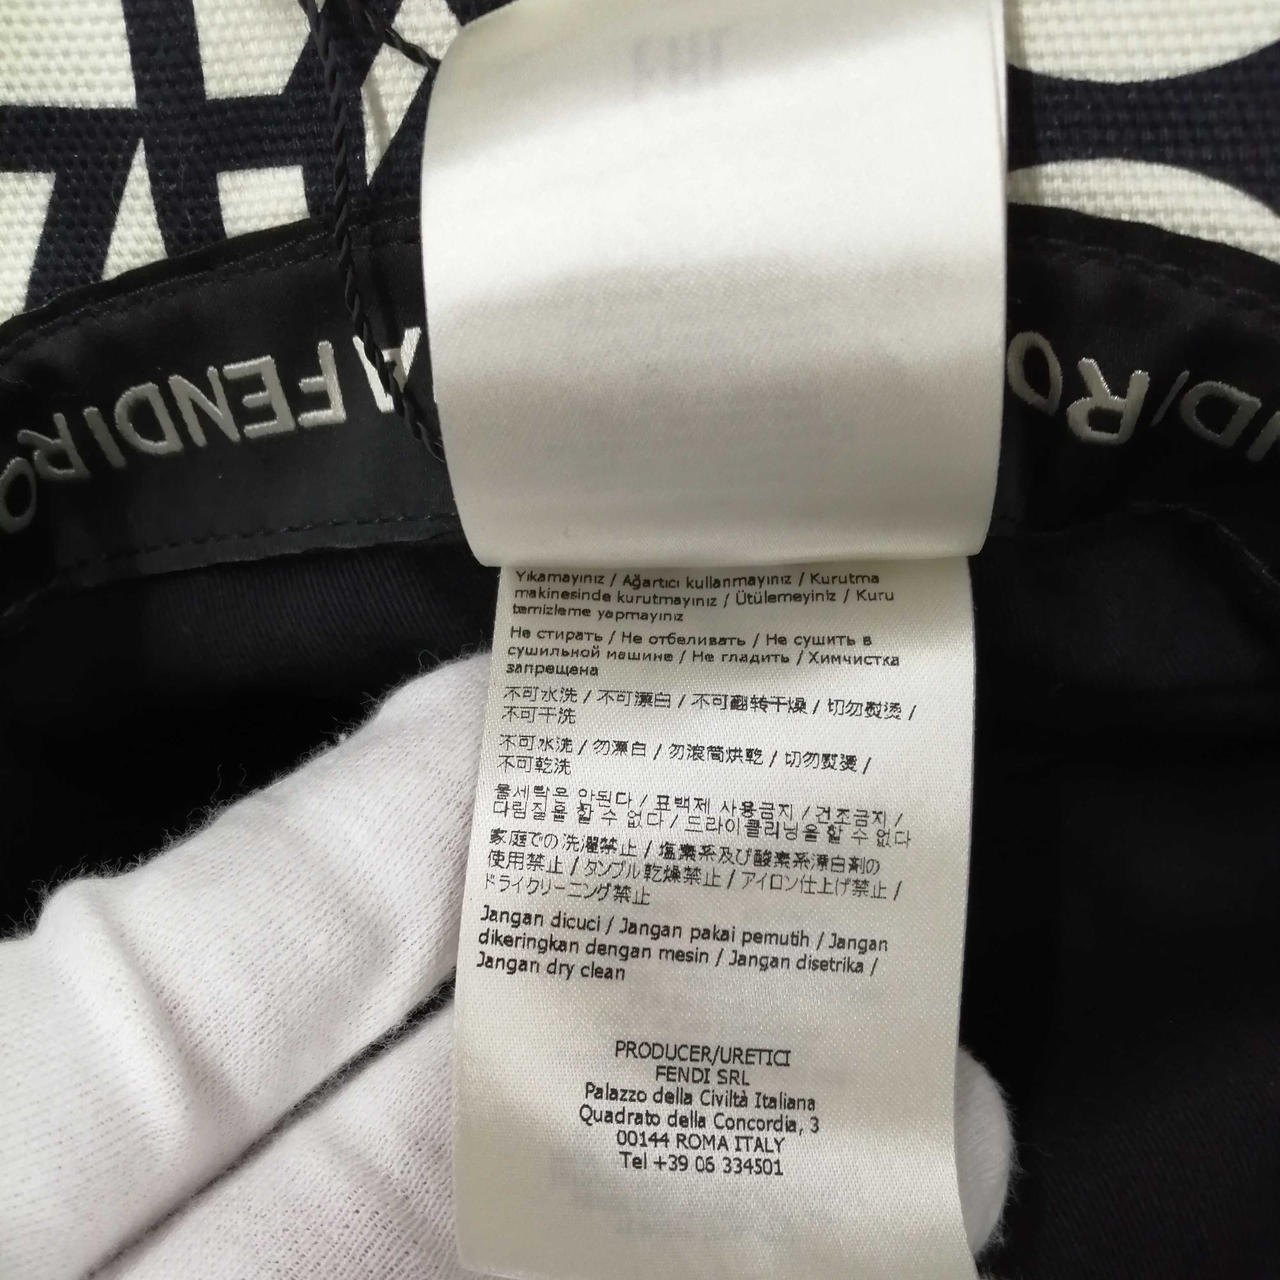 FENDI RO
FENDI/RO
Yıkamayınız / Ağartıcı kullanmayınız / Kurutma
makinesinde kurutmayınız / Ütülemeyiniz / Kuru
temizleme yapmayınız
Не стирать / Не отбеливать / Не сушить в
сушильной машине / Не гладить / Химчистка
запрещена
不可水洗 / 不可漂白 / 不可翻转干燥 / 切勿熨烫 /
不可干洗
不可水洗 / 勿漂白 / 勿滾筒烘乾 / 切勿熨燙 /
不可乾洗
물세탁은 안된다 / 표백제 사용금지 / 건조금지 /
다림질을 할 수 없다 / 드라이클리닝을 할 수 없다
家庭での洗濯禁止 / 塩素系及び酸素系漂白剤の
使用禁止 / タンブル乾燥禁止 / アイロン仕上げ禁止 /
ドライクリーニング禁止
Jangan dicuci / Jangan pakai pemutih / Jangan
dikeringkan dengan mesin / Jangan disetrika /
Jangan dry clean
PRODUCER/URETICI
FENDI SRL
Palazzo della Civiltà Italiana
Quadrato della Concordia, 3
00144 ROMA ITALY
Tel +39 06 334501